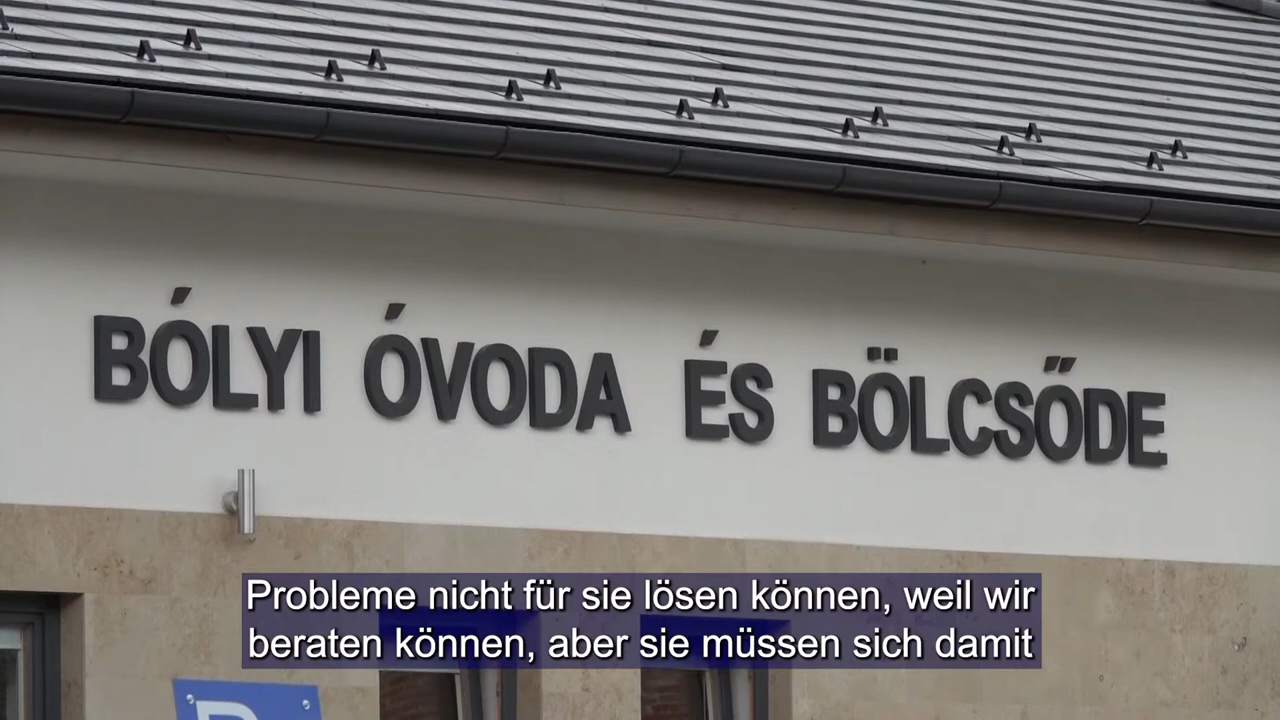 BÓLYI ÓVODA ÉS BÖLCSŐDE
Probleme nicht für sie lösen können, weil wir
beraten können, aber sie müssen sich damit
P